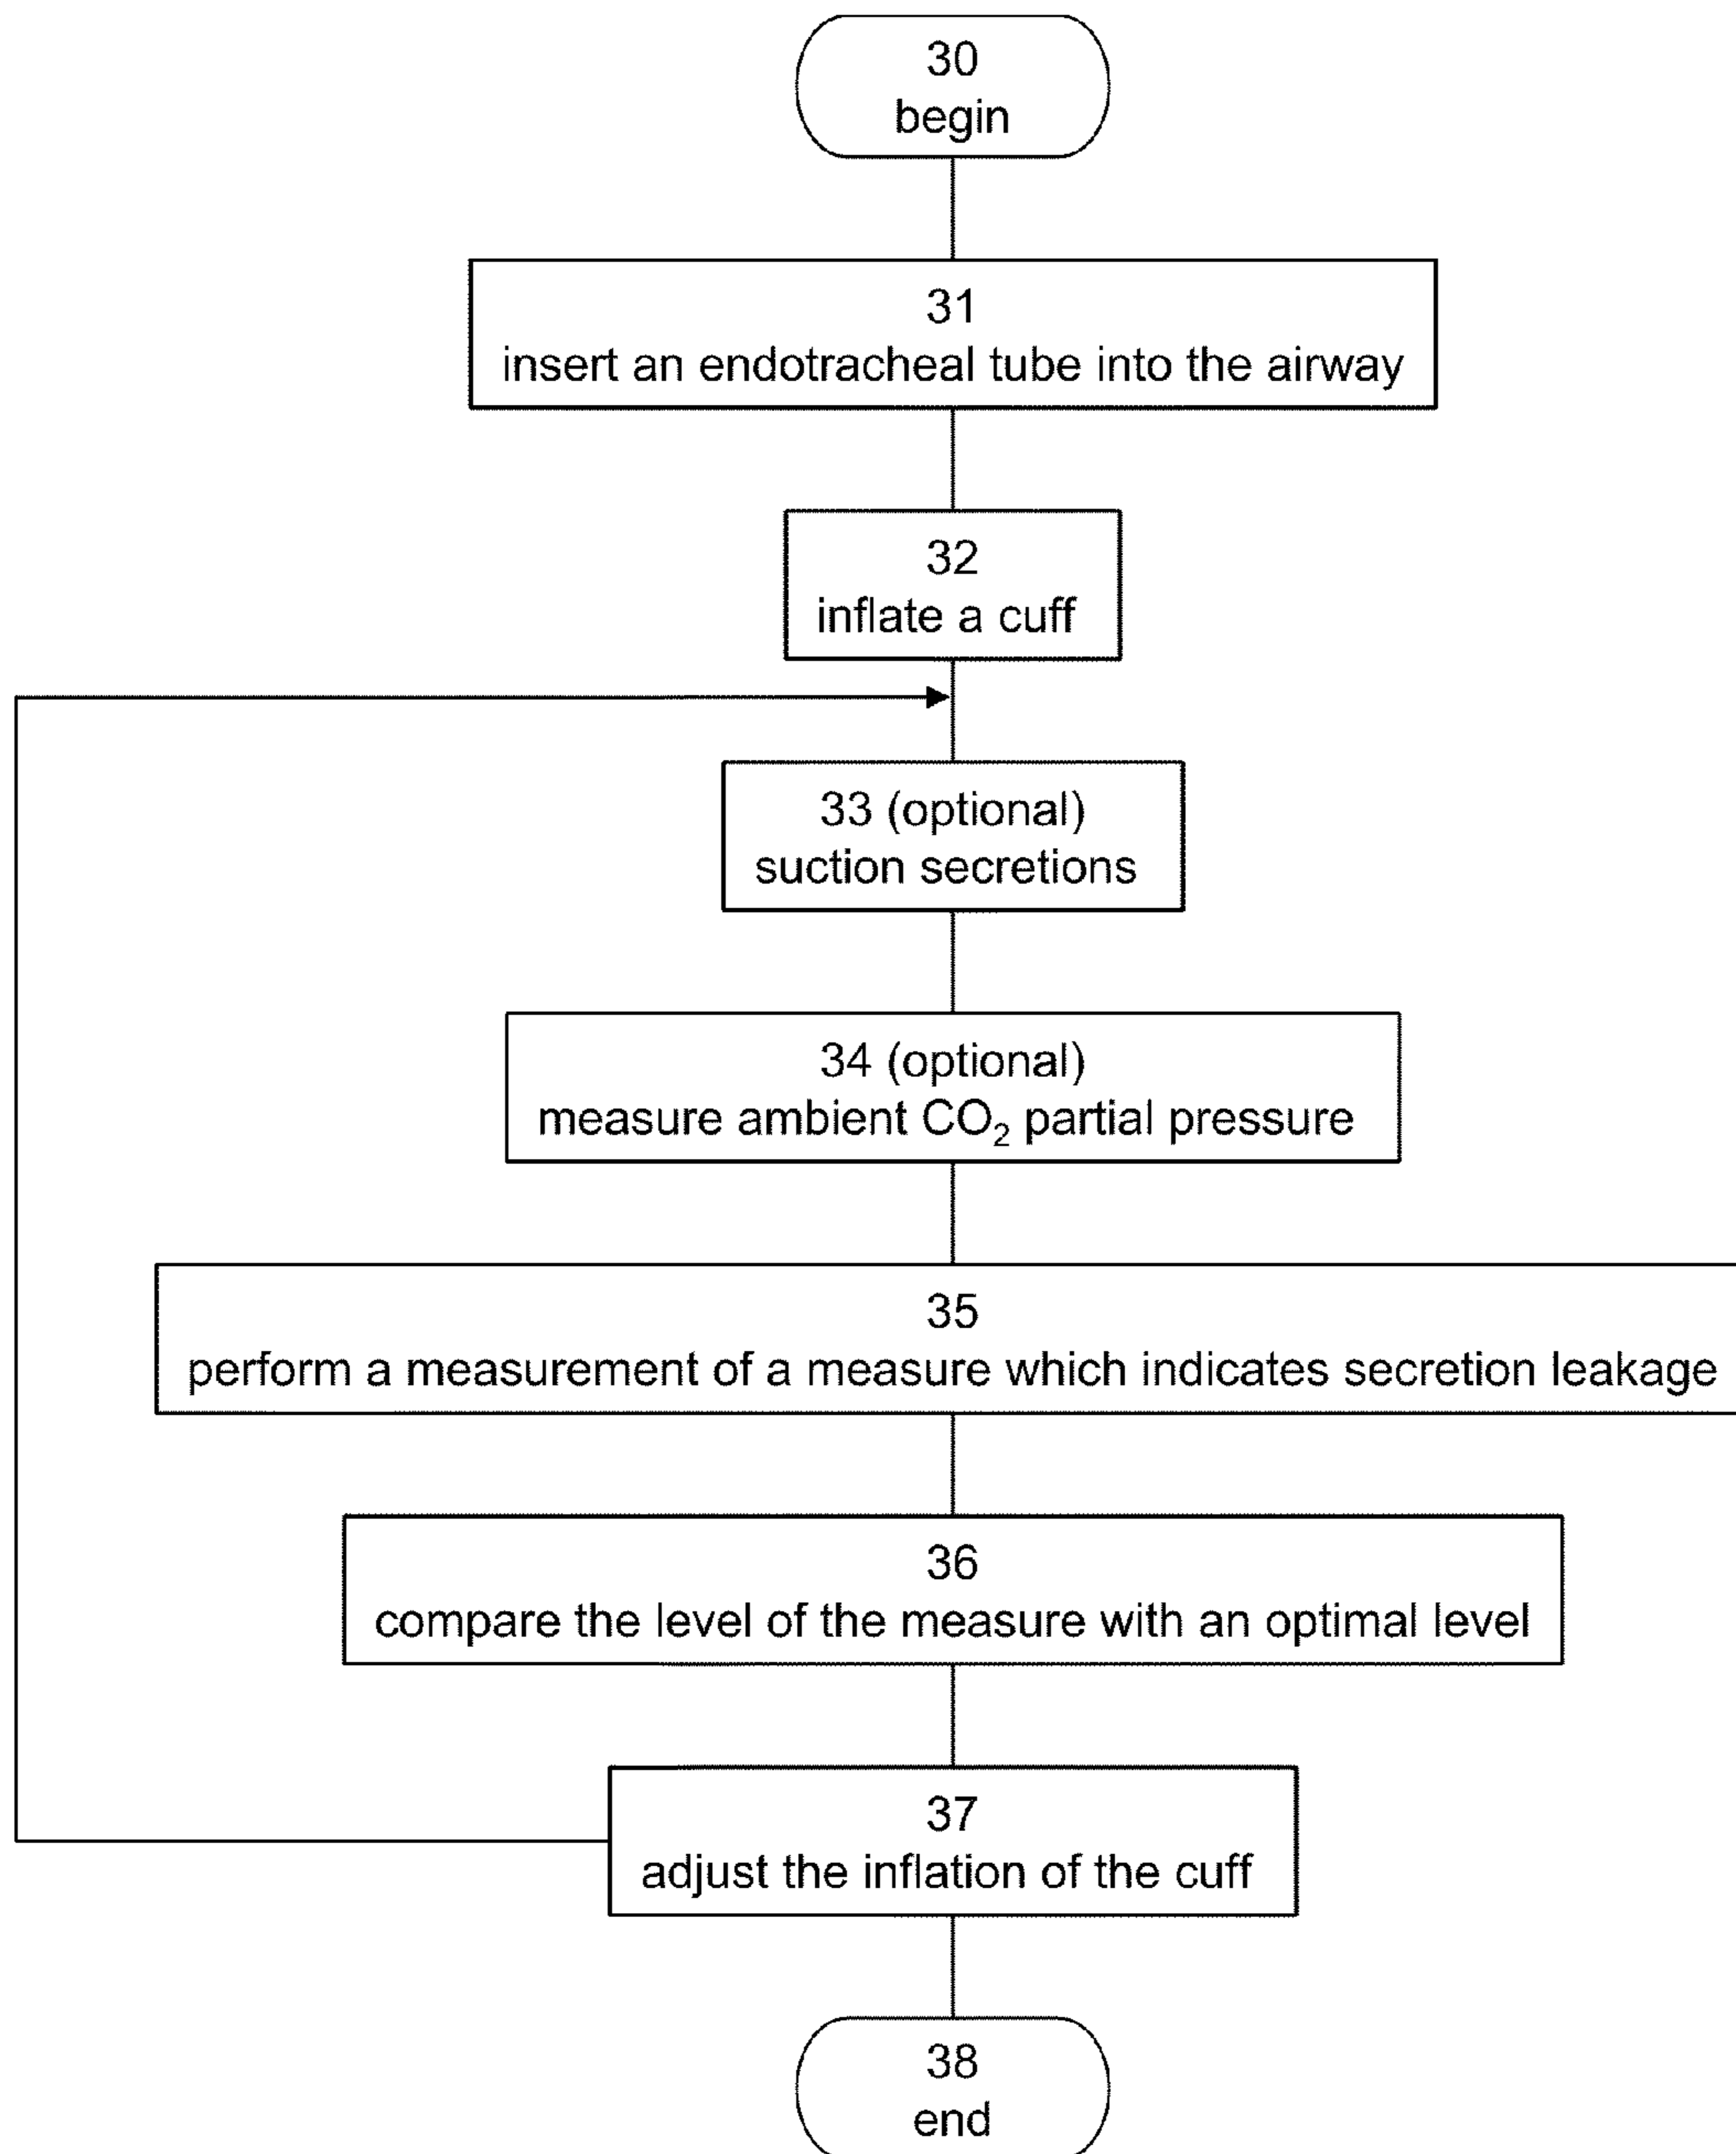 30
begin
31
insert an endotracheal tube into the airway
32
inflate a cuff
33 (optional)
suction secretions
34 (optional)
measure ambient CO₂ partial pressure
35
perform a measurement of a measure which indicates secretion leakage
36
compare the level of the measure with an optimal level
37
adjust the inflation of the cuff
38
end